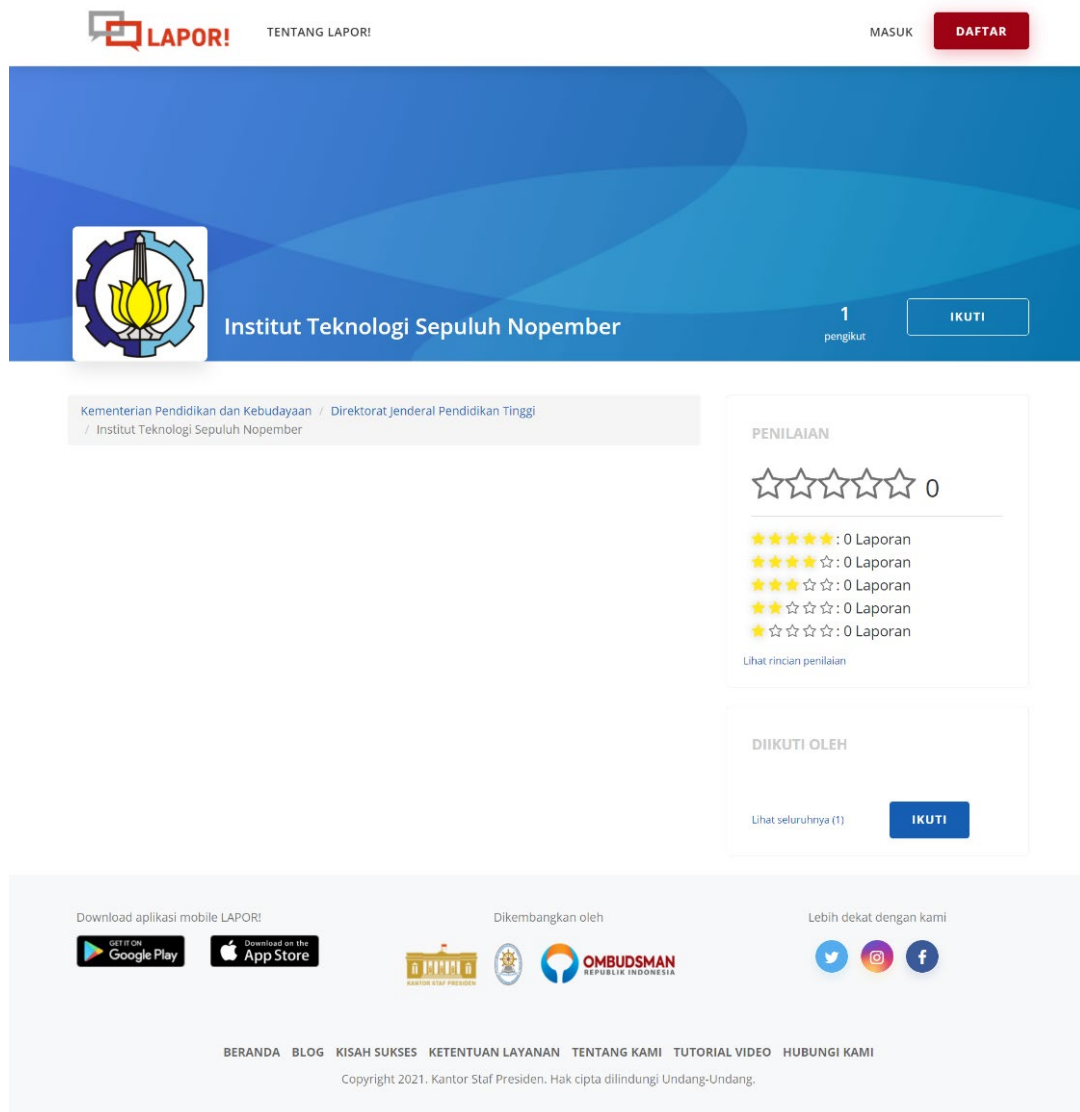 LAPOR!
TENTANG LAPOR!
MASUK
DAFTAR
Institut Teknologi Sepuluh Nopember
1
pengikut
IKUTI
Kementerian Pendidikan dan Kebudayaan / Direktorat Jenderal Pendidikan Tinggi
/ Institut Teknologi Sepuluh Nopember
PENILAIAN
0
: 0 Laporan
: 0 Laporan
: 0 Laporan
: 0 Laporan
: 0 Laporan
Lihat rincian penilaian
DIIKUTI OLEH
Lihat seluruhnya (1)
IKUTI
Download aplikasi mobile LAPOR!
GET IT ON
Google Play
Download on the
App Store
Dikembangkan oleh
KANTOR STAF PRESIDEN
OMBUDSMAN
REPUBLIK INDONESIA
Lebih dekat dengan kami
BERANDA BLOG KISAH SUKSES KETENTUAN LAYANAN TENTANG KAMI TUTORIAL VIDEO HUBUNGI KAMI
Copyright 2021. Kantor Staf Presiden. Hak cipta dilindungi Undang-Undang.